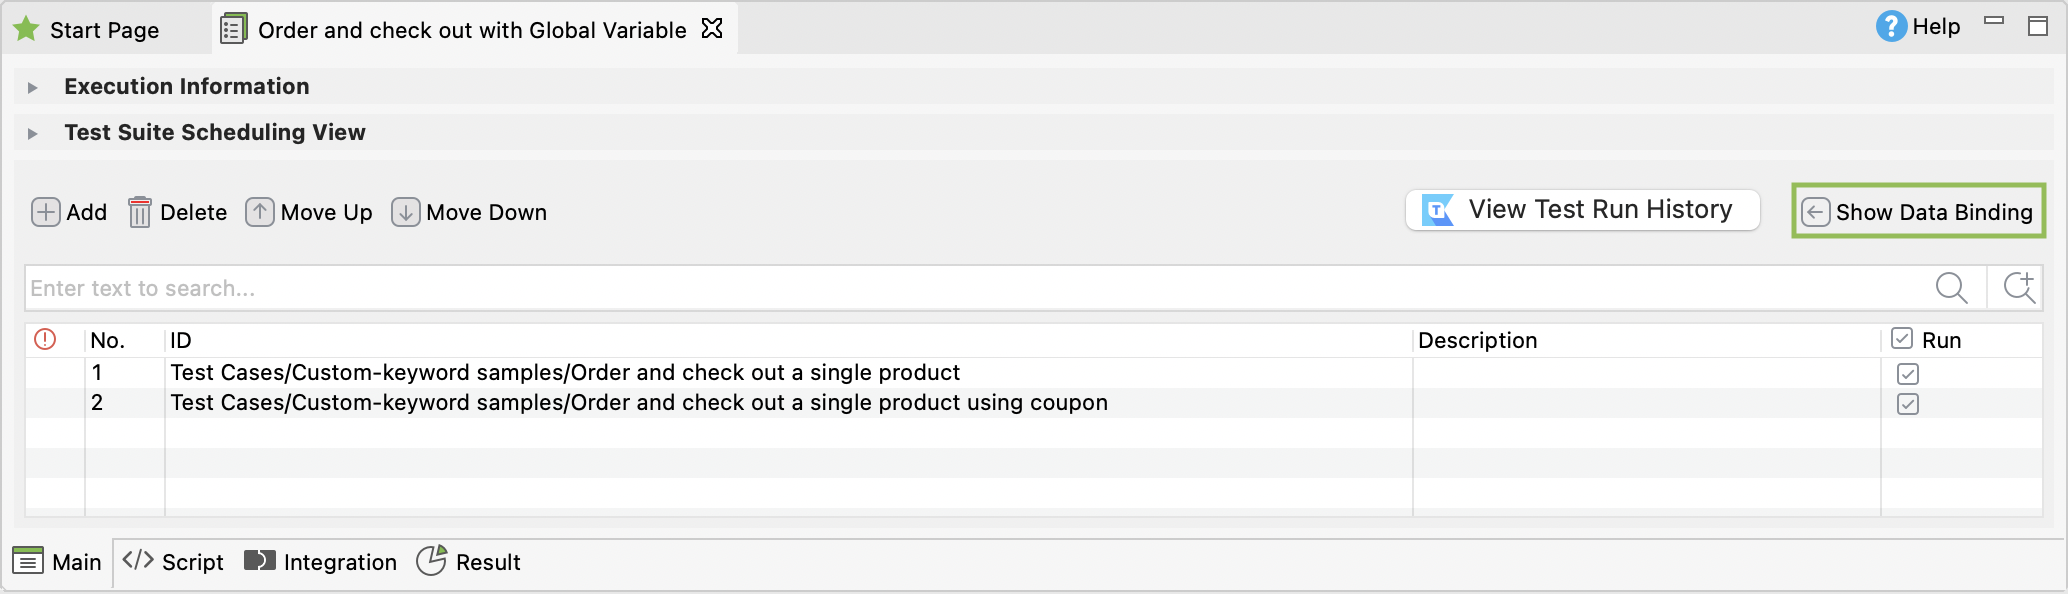 Start Page
Order and check out with Global Variable
Help
Execution Information
Test Suite Scheduling View
Add Delete Move Up Move Down
View Test Run History
Show Data Binding
Enter text to search...
No. ID Description Run
1 Test Cases/Custom-keyword samples/Order and check out a single product
2 Test Cases/Custom-keyword samples/Order and check out a single product using coupon
Main Script Integration Result